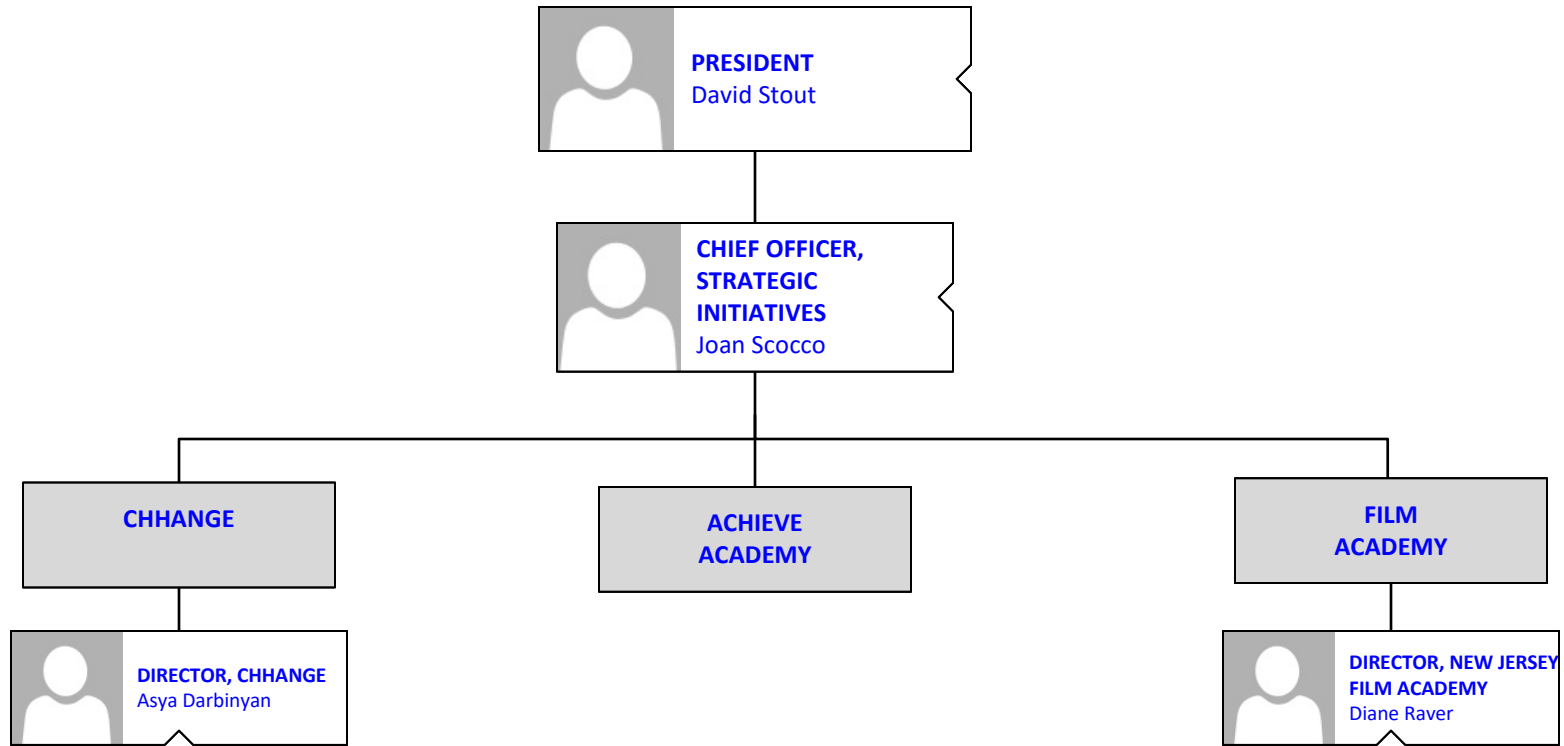 PRESIDENT
David Stout
CHIEF OFFICER,
STRATEGIC
INITIATIVES
Joan Scocco
CHHANGE
ACHIEVE
ACADEMY
FILM
ACADEMY
DIRECTOR, CHHANGE
Asya Darbinyan
DIRECTOR, NEW JERSEY
FILM ACADEMY
Diane Raver